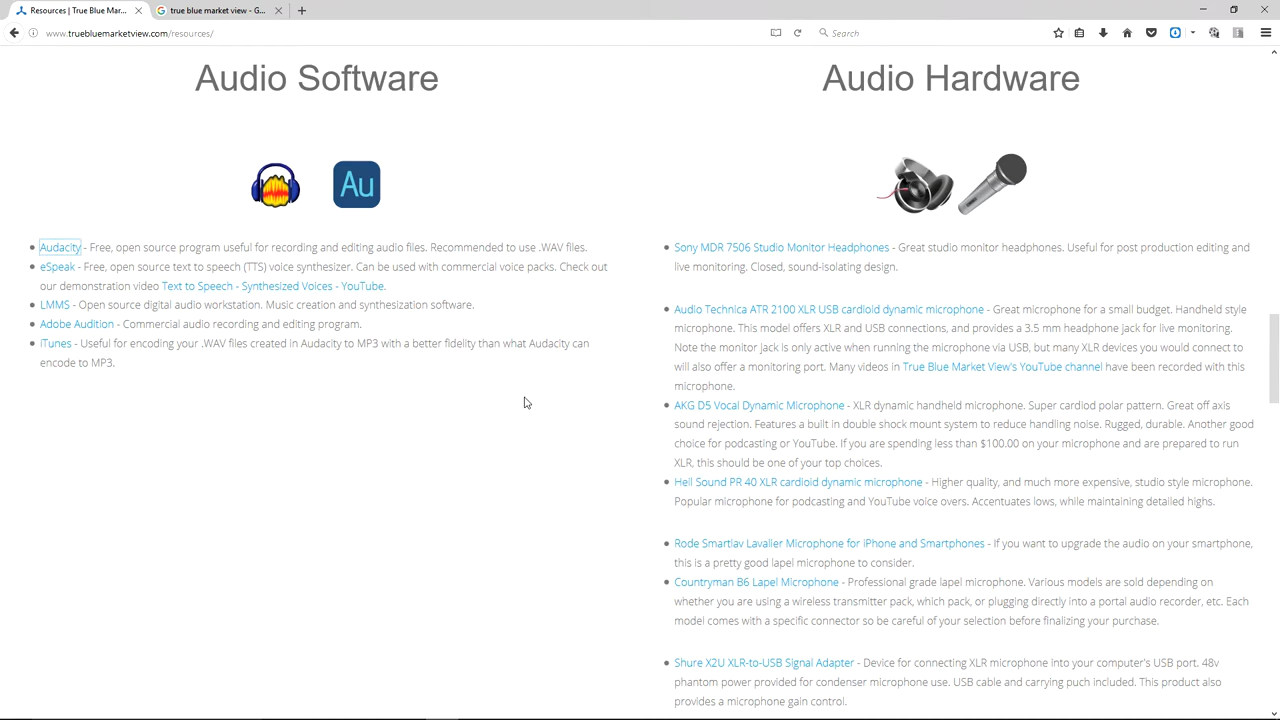 Resources | True Blue Mar...
true blue market view - G...
www.truebluemarketview.com/resources/
Search
Audio Software
Au
Audacity - Free, open source program useful for recording and editing audio files. Recommended to use .WAV files.
eSpeak - Free, open source text to speech (TTS) voice synthesizer. Can be used with commercial voice packs. Check out
our demonstration video Text to Speech - Synthesized Voices - YouTube.
LMMS - Open source digital audio workstation. Music creation and synthesization software.
Adobe Audition - Commercial audio recording and editing program.
iTunes - Useful for encoding your .WAV files created in Audacity to MP3 with a better fidelity than what Audacity can
encode to MP3.
Audio Hardware
Sony MDR 7506 Studio Monitor Headphones - Great studio monitor headphones. Useful for post production editing and
live monitoring. Closed, sound-isolating design.
Audio Technica ATR 2100 XLR USB cardioid dynamic microphone - Great microphone for a small budget. Handheld style
microphone. This model offers XLR and USB connections, and provides a 3.5 mm headphone jack for live monitoring.
Note the monitor jack is only active when running the microphone via USB, but many XLR devices you would connect to
will also offer a monitoring port. Many videos in True Blue Market View's YouTube channel have been recorded with this
microphone.
AKG D5 Vocal Dynamic Microphone - XLR dynamic handheld microphone. Super cardiod polar pattern. Great off axis
sound rejection. Features a built in double shock mount system to reduce handling noise. Rugged, durable. Another good
choice for podcasting or YouTube. If you are spending less than $100.00 on your microphone and are prepared to run
XLR, this should be one of your top choices.
Heil Sound PR 40 XLR cardioid dynamic microphone - Higher quality, and much more expensive, studio style microphone.
Popular microphone for podcasting and YouTube voice overs. Accentuates lows, while maintaining detailed highs.
Rode Smartlav Lavalier Microphone for iPhone and Smartphones - If you want to upgrade the audio on your smartphone,
this is a pretty good lapel microphone to consider.
Countryman B6 Lapel Microphone - Professional grade lapel microphone. Various models are sold depending on
whether you are using a wireless transmitter pack, which pack, or plugging directly into a portal audio recorder, etc. Each
model comes with a specific connector so be careful of your selection before finalizing your purchase.
Shure X2U XLR-to-USB Signal Adapter - Device for connecting XLR microphone into your computer's USB port. 48v
phantom power provided for condenser microphone use. USB cable and carrying puch included. This product also
provides a microphone gain control.